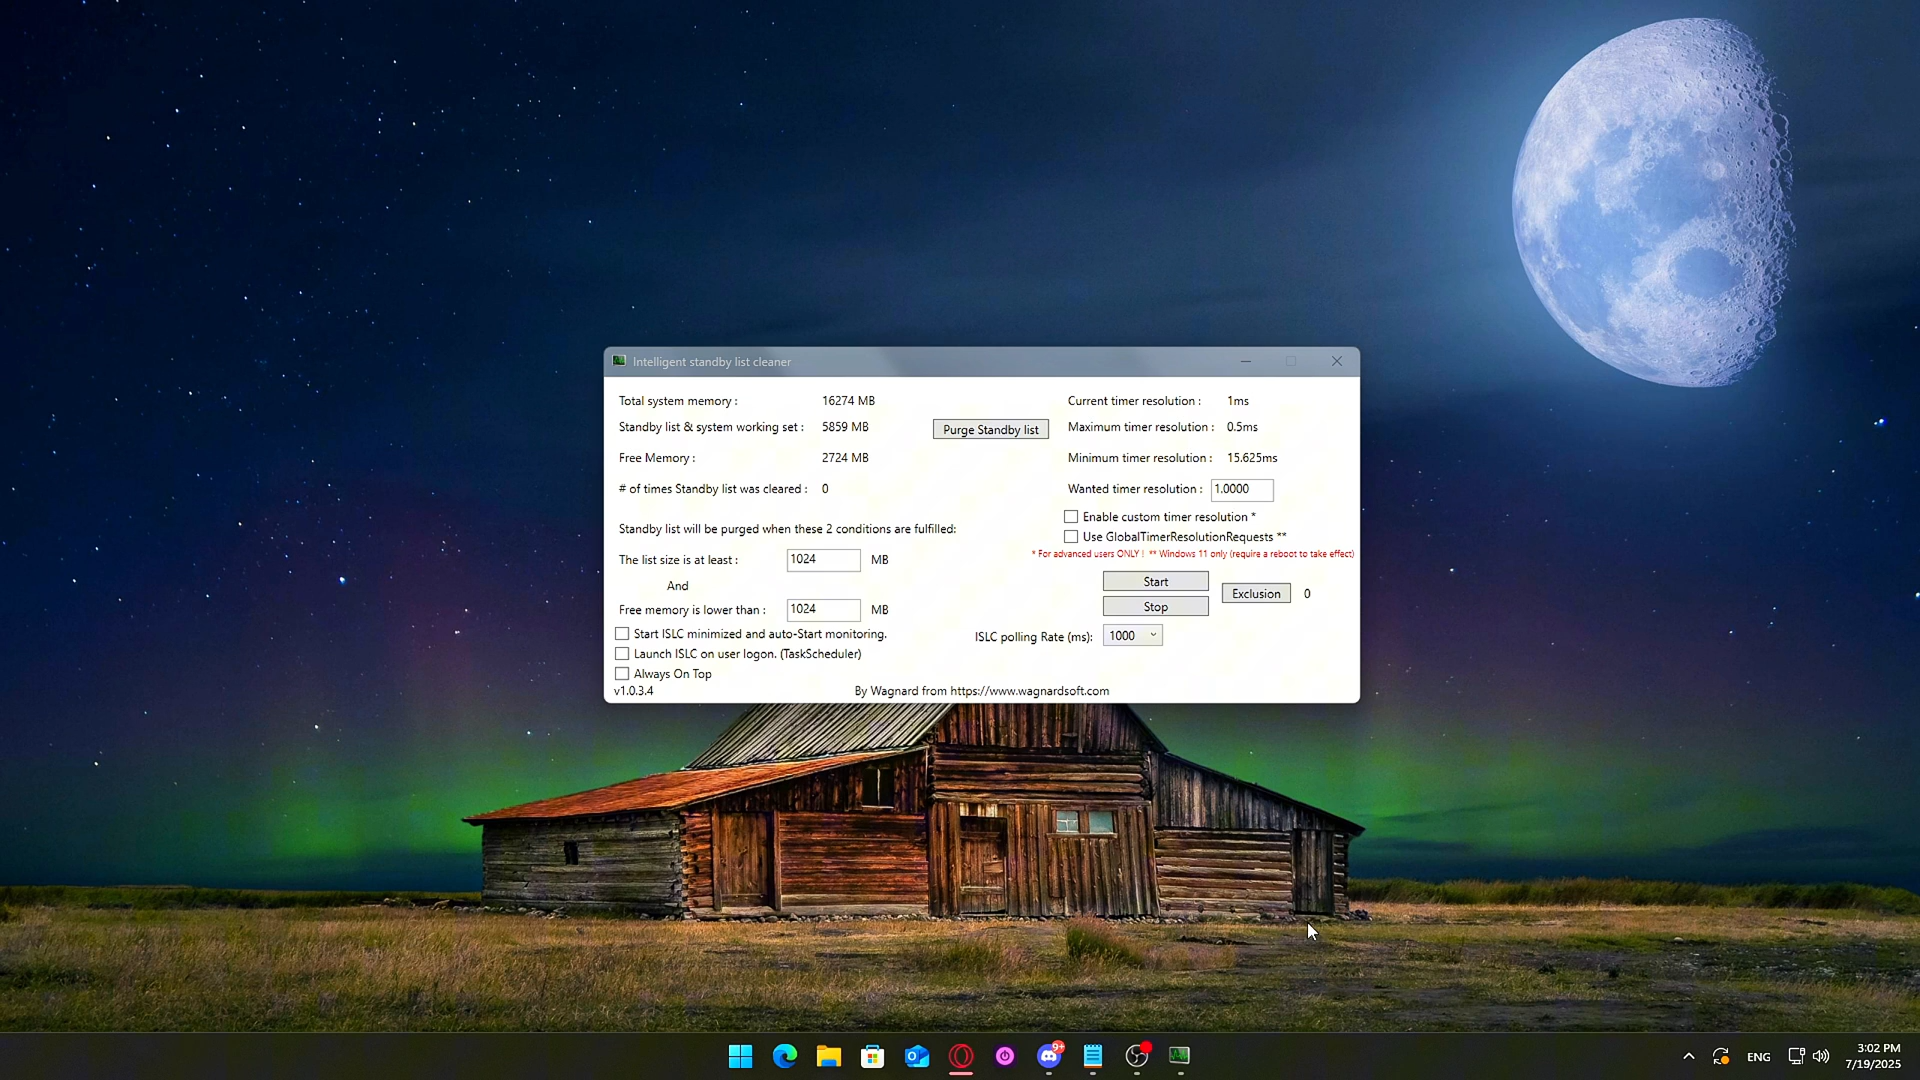 Intelligent standby list cleaner
Total system memory : 16274 MB
Standby list & system working set : 5859 MB
Purge Standby list
Free Memory : 2724 MB
# of times Standby list was cleared : 0
Standby list will be purged when these 2 conditions are fulfilled:
The list size is at least : 1024 MB
And
Free memory is lower than : 1024 MB
Start ISLC minimized and auto-Start monitoring.
Launch ISLC on user logon. (TaskScheduler)
Always On Top
v1.0.3.4
Current timer resolution : 1ms
Maximum timer resolution : 0.5ms
Minimum timer resolution : 15.625ms
Wanted timer resolution : 1.0000
Enable custom timer resolution *
Use GlobalTimerResolutionRequests **
* For advanced users ONLY ! ** Windows 11 only (require a reboot to take effect)
Start
Stop
Exclusion 0
ISLC polling Rate (ms): 1000
By Wagnard from https://www.wagnardsoft.com
9+
ENG
3:02 PM
7/19/2025